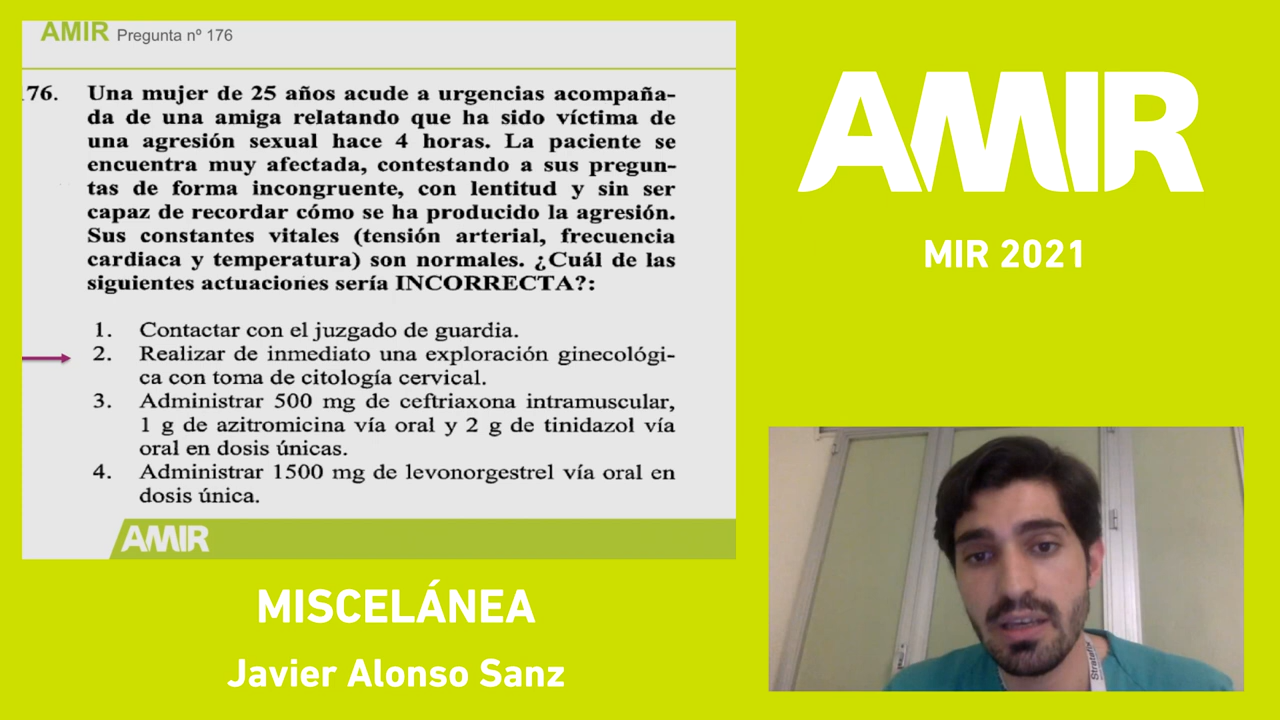 AMIR Pregunta nº 176
176. Una mujer de 25 años acude a urgencias acompaña-
da de una amiga relatando que ha sido víctima de
una agresión sexual hace 4 horas. La paciente se
encuentra muy afectada, contestando a sus pregun-
tas de forma incongruente, con lentitud y sin ser
capaz de recordar cómo se ha producido la agresión.
Sus constantes vitales (tensión arterial, frecuencia
cardiaca y temperatura) son normales. ¿Cuál de las
siguientes actuaciones sería INCORRECTA?:
1. Contactar con el juzgado de guardia.
2. Realizar de inmediato una exploración ginecológi-
ca con toma de citología cervical.
3. Administrar 500 mg de ceftriaxona intramuscular,
1 g de azitromicina vía oral y 2 g de tinidazol vía
oral en dosis únicas.
4. Administrar 1500 mg de levonorgestrel vía oral en
dosis única.
AMIR
MISCELÁNEA
Javier Alonso Sanz
AMIR
MIR 2021